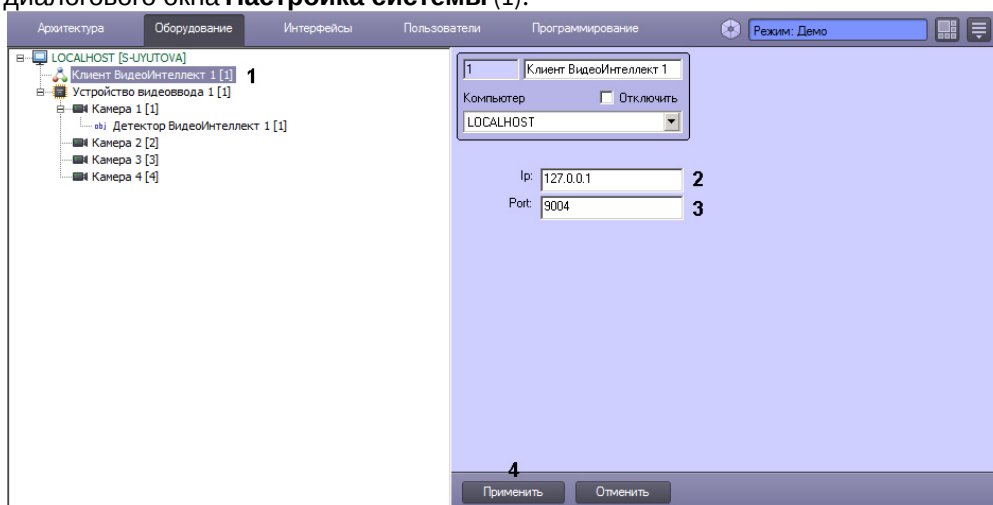 диалогового окна Настройка системы (1).
Архитектура Оборудование Интерфейсы Пользователи Программирование Режим: Демо
LOCALHOST [S-UYUTOVA]
Клиент ВидеоИнтеллект 1 [1] 1
Устройство видеоввода 1 [1]
Камера 1 [1]
obj Детектор ВидеоИнтеллект 1 [1]
Камера 2 [2]
Камера 3 [3]
Камера 4 [4]
1 Клиент ВидеоИнтеллект 1
Компьютер Отключить
LOCALHOST
Ip: 127.0.0.1 2
Port: 9004 3
4
Применить Отменить